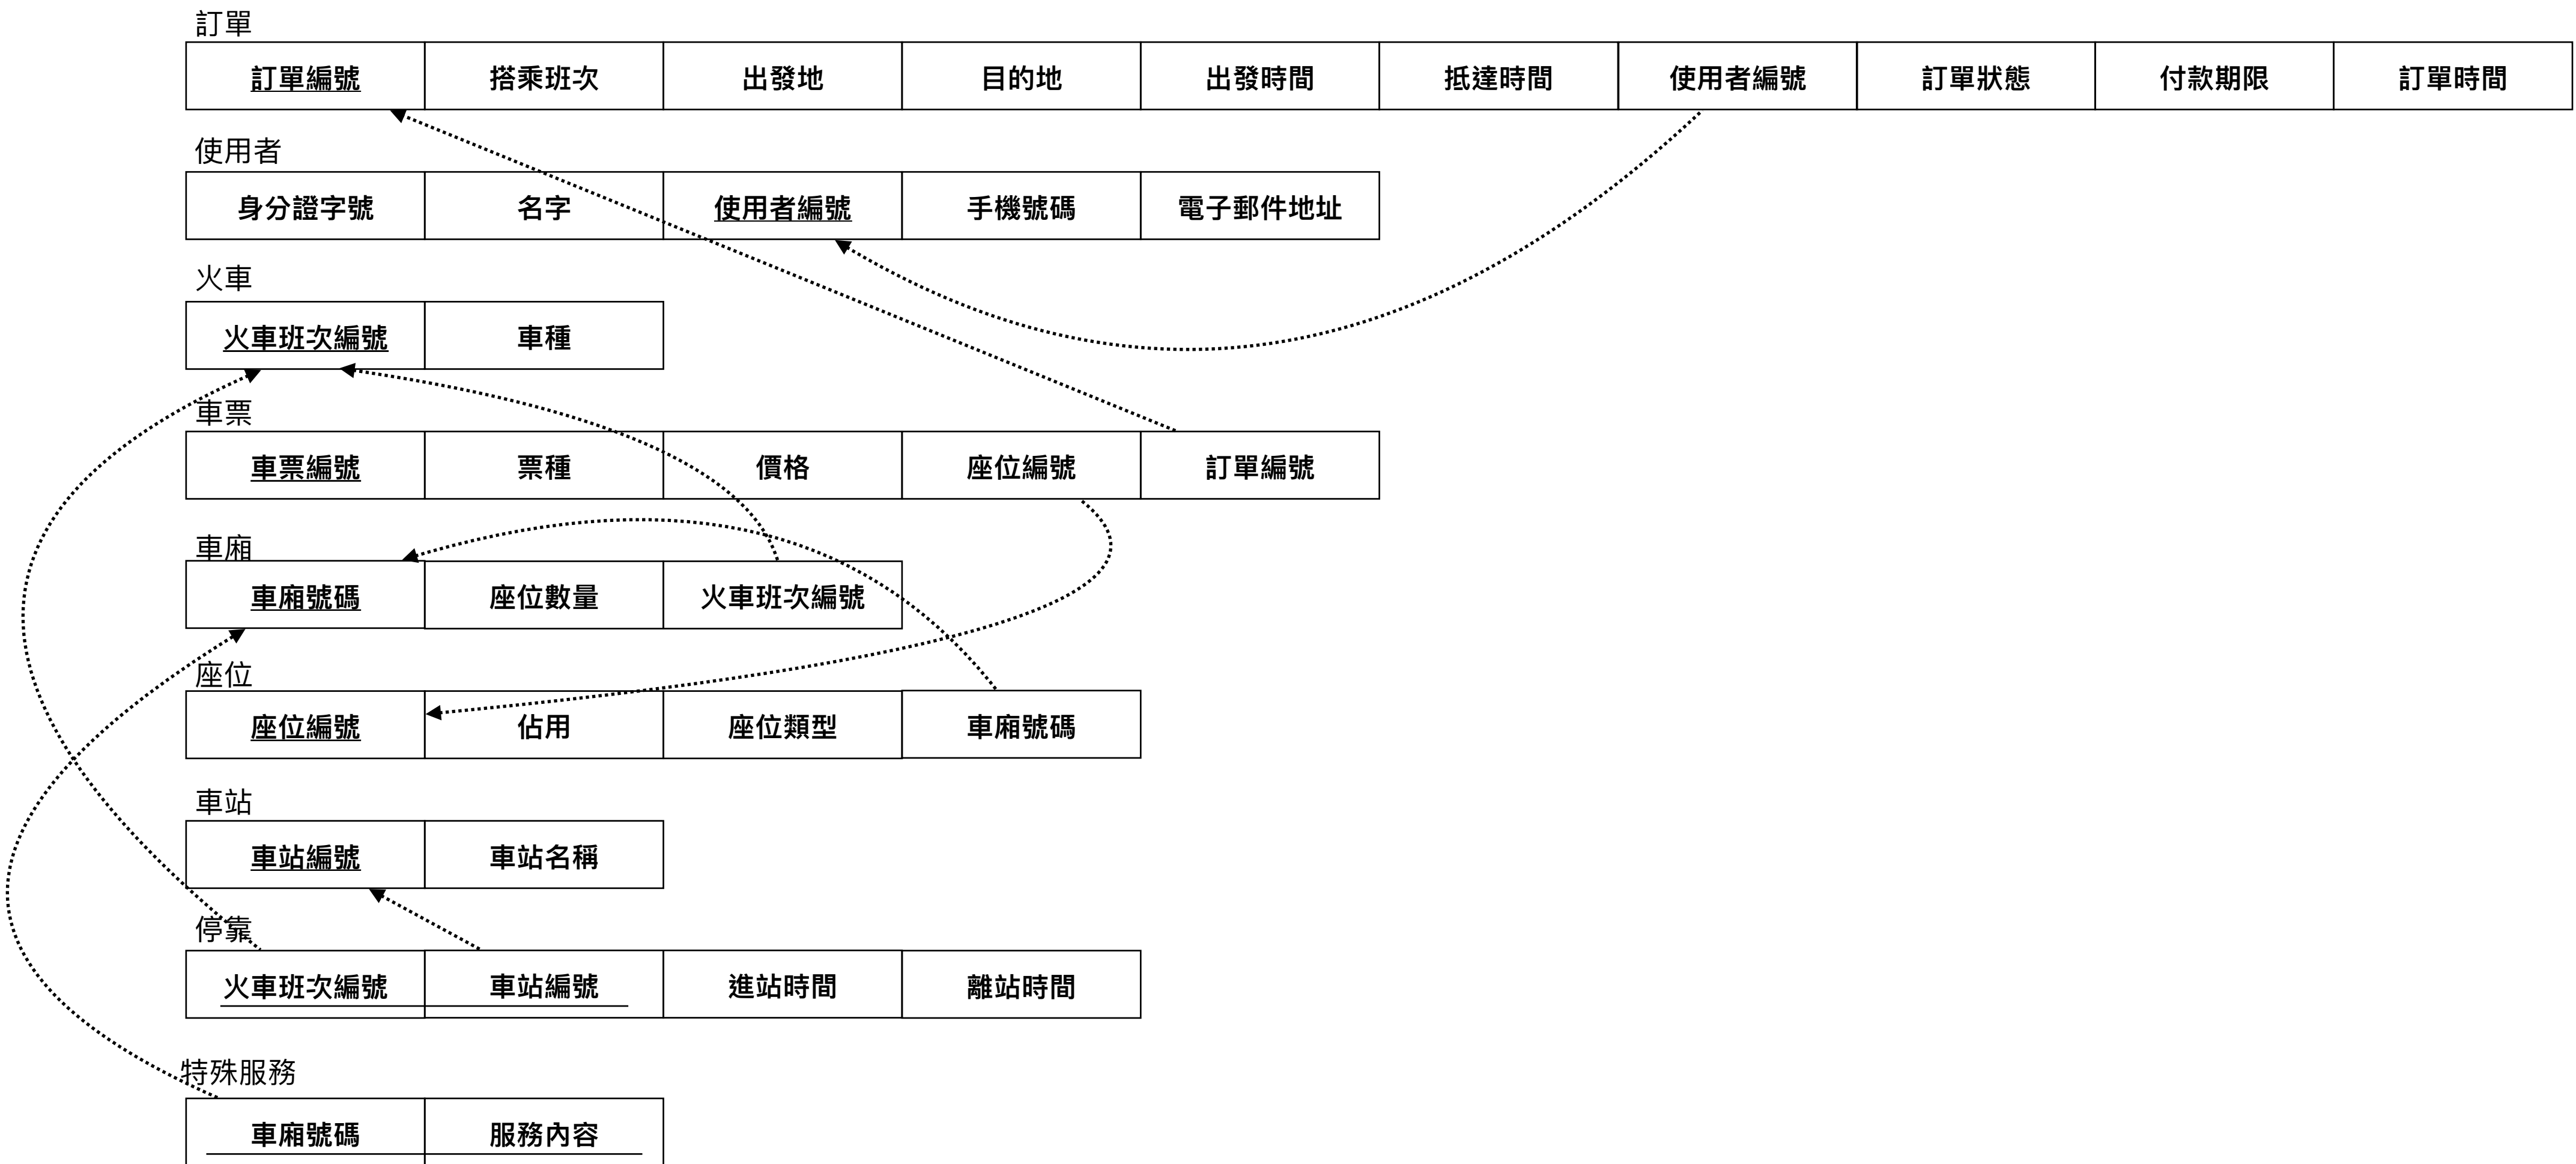 訂單
訂單編號 搭乘班次 出發地 目的地 出發時間 抵達時間 使用者編號 訂單狀態 付款期限 訂單時間
使用者
身分證字號 名字 使用者編號 手機號碼 電子郵件地址
火車
火車班次編號 車種
車票
車票編號 票種 價格 座位編號 訂單編號
車廂
車廂號碼 座位數量 火車班次編號
座位
座位編號 佔用 座位類型 車廂號碼
車站
車站編號 車站名稱
停靠
火車班次編號 車站編號 進站時間 離站時間
特殊服務
車廂號碼 服務內容